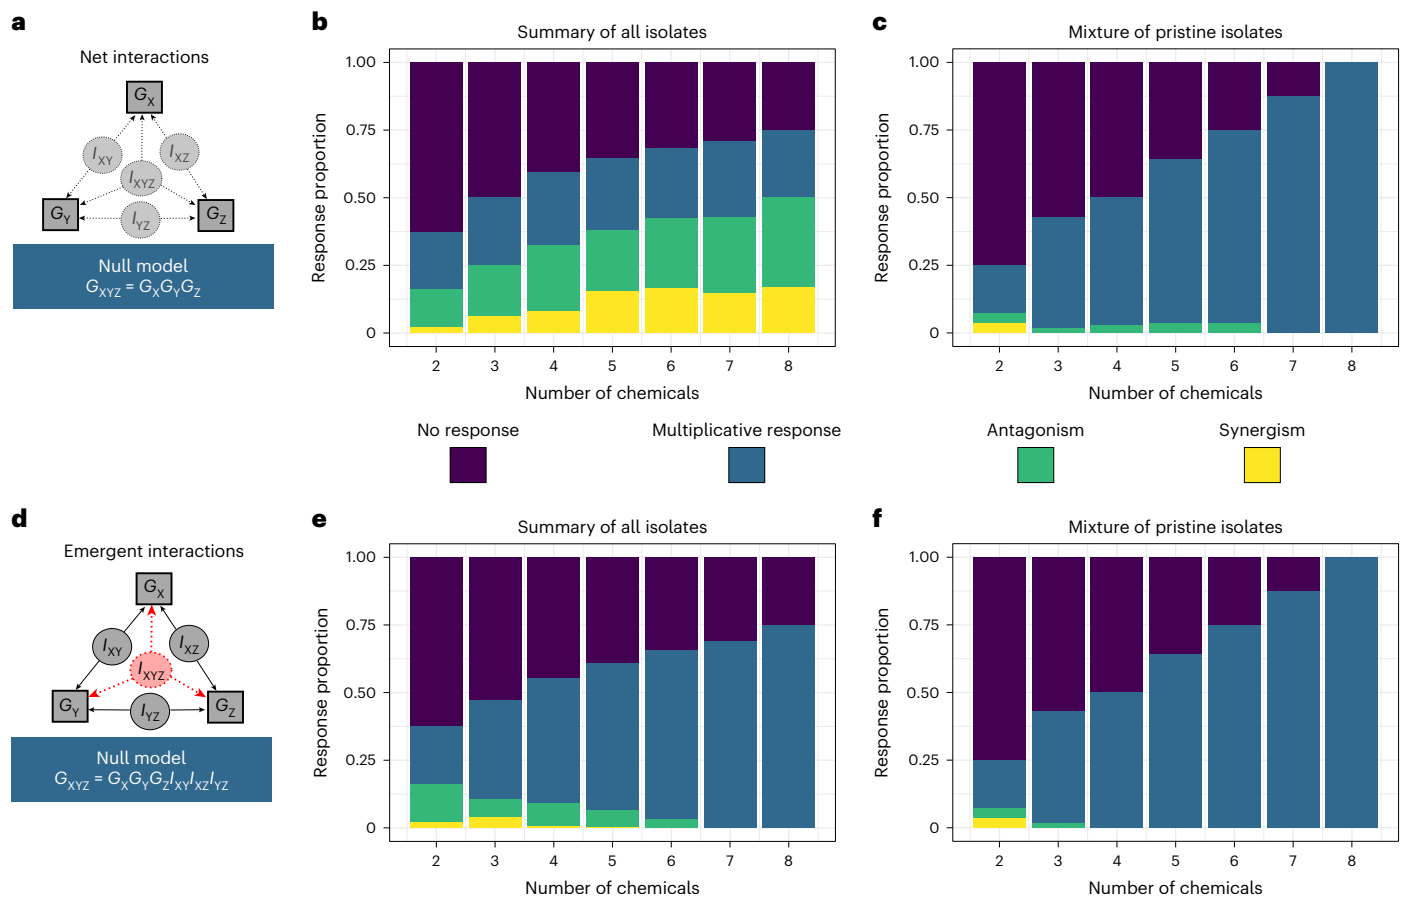 a
Net interactions
G_X
I_XY
I_XZ
I_XYZ
G_Y
I_YZ
G_Z
Null model
G_XYZ = G_XG_YG_Z
b
Summary of all isolates
Response proportion
1.00
0.75
0.50
0.25
0
2 3 4 5 6 7 8
Number of chemicals
c
Mixture of pristine isolates
Response proportion
1.00
0.75
0.50
0.25
0
2 3 4 5 6 7 8
Number of chemicals
No response
Multiplicative response
Antagonism
Synergism
d
Emergent interactions
G_X
I_XY
I_XZ
I_XYZ
G_Y
I_YZ
G_Z
Null model
G_XYZ = G_XG_YG_ZI_XYI_XZI_YZ
e
Summary of all isolates
Response proportion
1.00
0.75
0.50
0.25
0
2 3 4 5 6 7 8
Number of chemicals
f
Mixture of pristine isolates
Response proportion
1.00
0.75
0.50
0.25
0
2 3 4 5 6 7 8
Number of chemicals